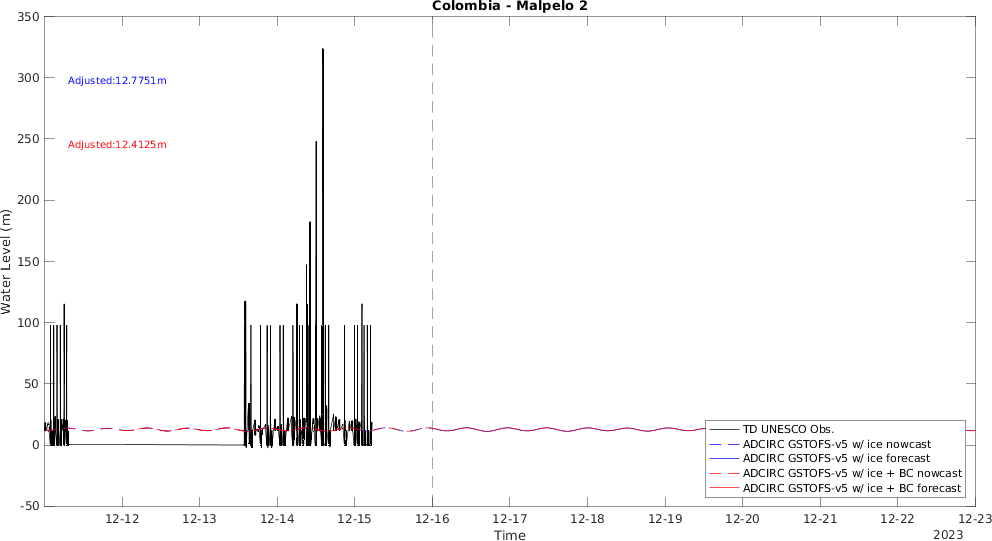 Colombia - Malpelo 2
350
300
250
200
150
100
50
0
-50
Water Level (m)
Adjusted:12.7751m
Adjusted:12.4125m
TD UNESCO Obs.
ADCIRC GSTOFS-v5 w/ ice nowcast
ADCIRC GSTOFS-v5 w/ ice forecast
ADCIRC GSTOFS-v5 w/ ice + BC nowcast
ADCIRC GSTOFS-v5 w/ ice + BC forecast
12-12 12-13 12-14 12-15 12-16 12-17 12-18 12-19 12-20 12-21 12-22 12-23
Time
2023